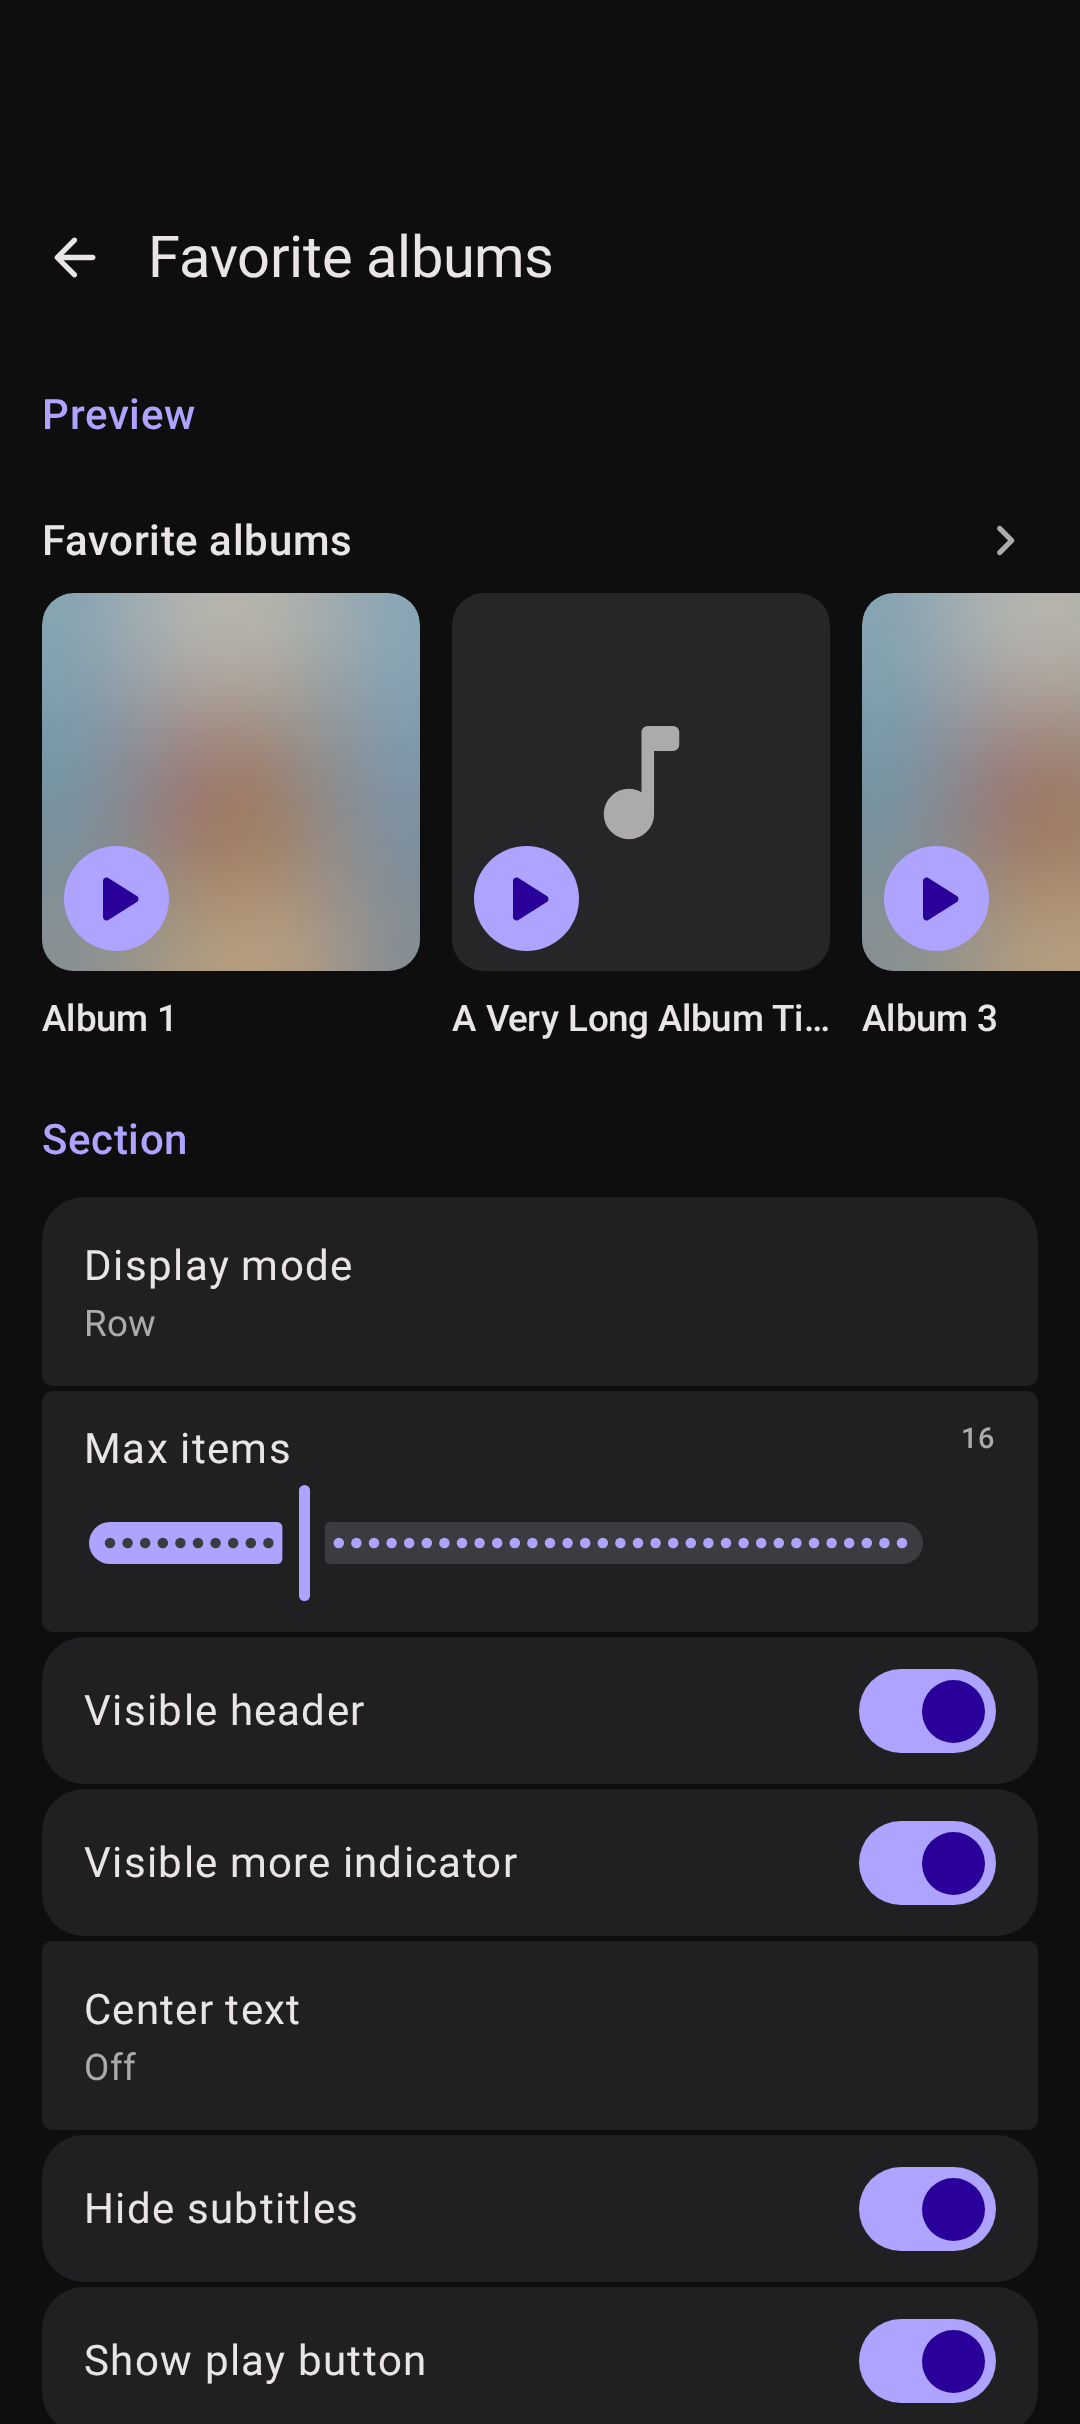 Favorite albums
Preview
Favorite albums
Album 1
A Very Long Album Ti...
Album 3
Section
Display mode
Row
Max items
16
Visible header
Visible more indicator
Center text
Off
Hide subtitles
Show play button